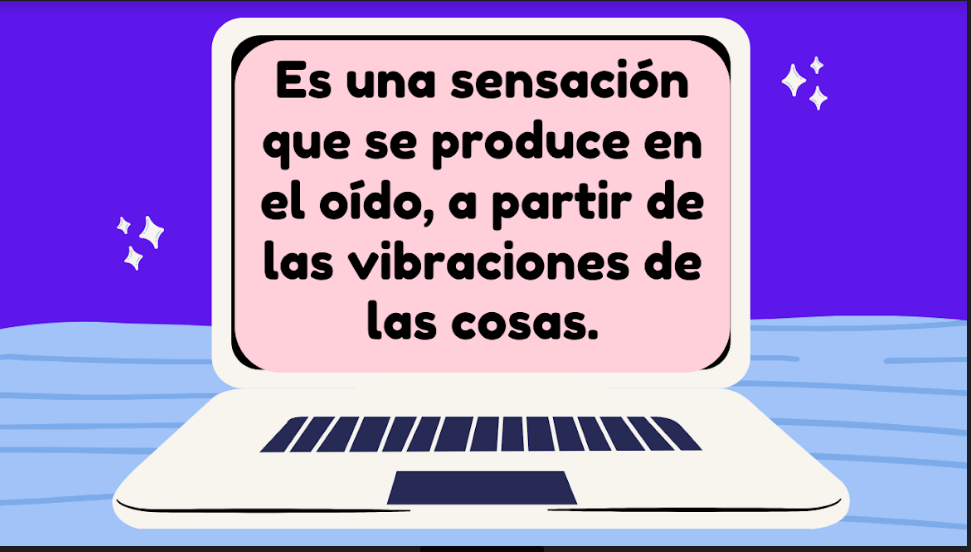 Es una sensación
que se produce en
el oído, a partir de
las vibraciones de
las cosas.